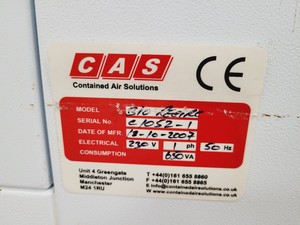 CAS
CE
Contained Air Solutions
MODEL BIO
SERIAL No C1052-1
DATE OF MFR. 18-10-2007
ELECTRICAL 230 V 1 ph 50 Hz
CONSUMPTION 650 VA
Unit 4 Greengate
Middleton Junction
Manchester
M24 1RU
T +44(0)161 655 8860
F +44(0)161 655 8865
E info@containedairsolutions.co.uk
W www.containedairsolutions.co.uk